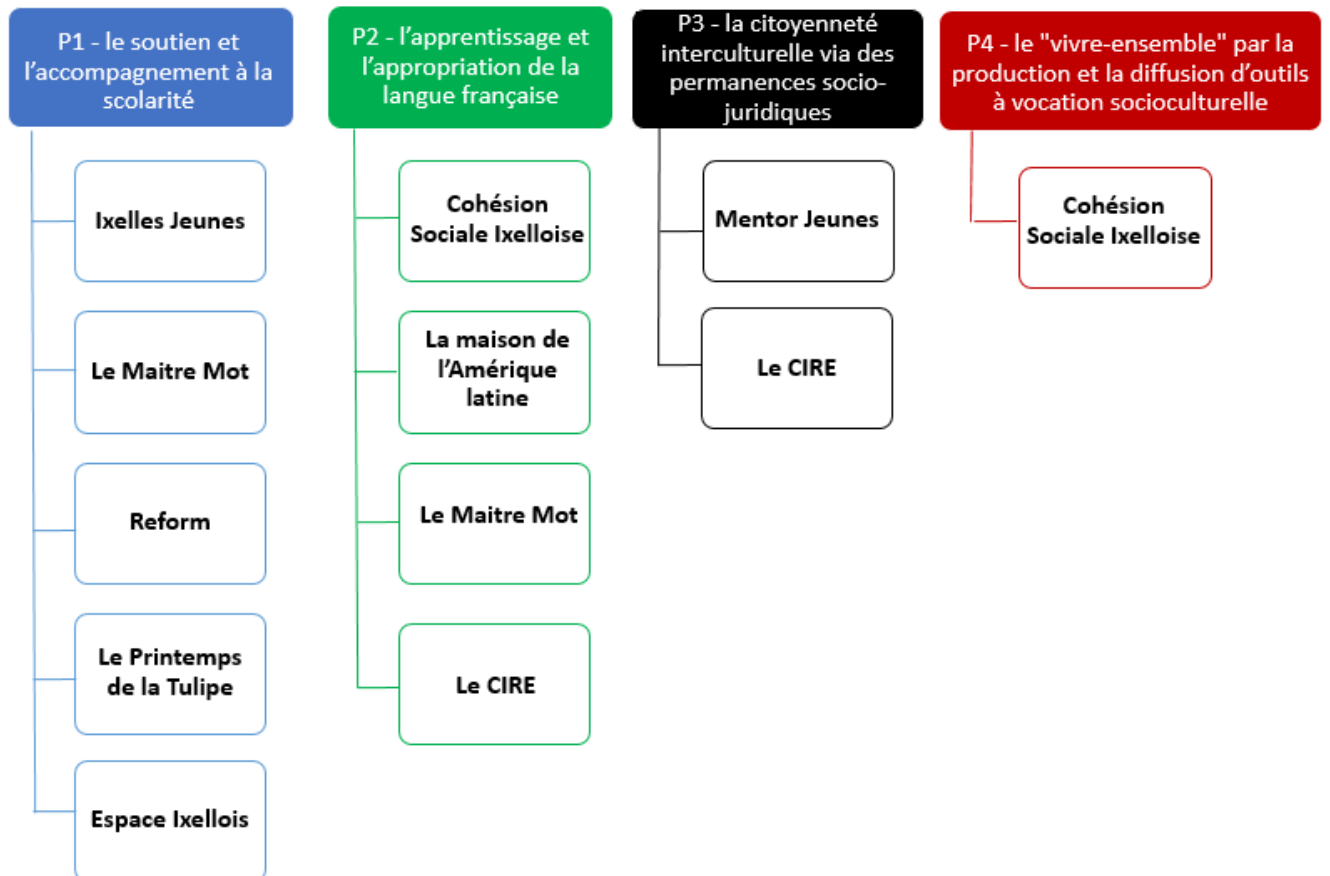 P1 - le soutien et
l’accompagnement à la
scolarité
Ixelles Jeunes
Le Maitre Mot
Reform
Le Printemps
de la Tulipe
Espace Ixellois
P2 - l’apprentissage et
l’appropriation de la
langue française
Cohésion
Sociale Ixelloise
La maison de
l’Amérique
latine
Le Maitre Mot
Le CIRE
P3 - la citoyenneté
interculturelle via des
permanences socio-
juridiques
Mentor Jeunes
Le CIRE
P4 - le "vivre-ensemble" par la
production et la diffusion d’outils
à vocation socioculturelle
Cohésion
Sociale Ixelloise